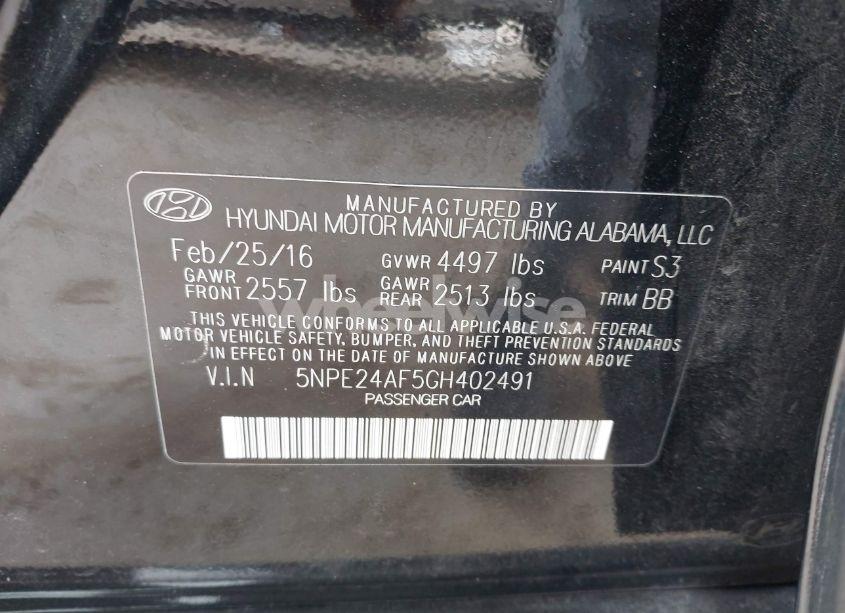 MANUFACTURED BY
HYUNDAI MOTOR MANUFACTURING ALABAMA, LLC
Feb/25/16 GVWR 4497 lbs PAINT S3
GAWR FRONT 2557 lbs GAWR REAR 2513 lbs TRIM BB
wheelwise
THIS VEHICLE CONFORMS TO ALL APPLICABLE U.S.A. FEDERAL
MOTOR VEHICLE SAFETY, BUMPER, AND THEFT PREVENTION STANDARDS
IN EFFECT ON THE DATE OF MANUFACTURE SHOWN ABOVE
V.I.N 5NPE24AF5GH402491
PASSENGER CAR